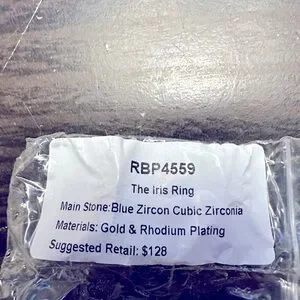 RBP4559
The Iris Ring
Main Stone:Blue Zircon Cubic Zirconia
Materials: Gold & Rhodium Plating
Suggested Retail: $128